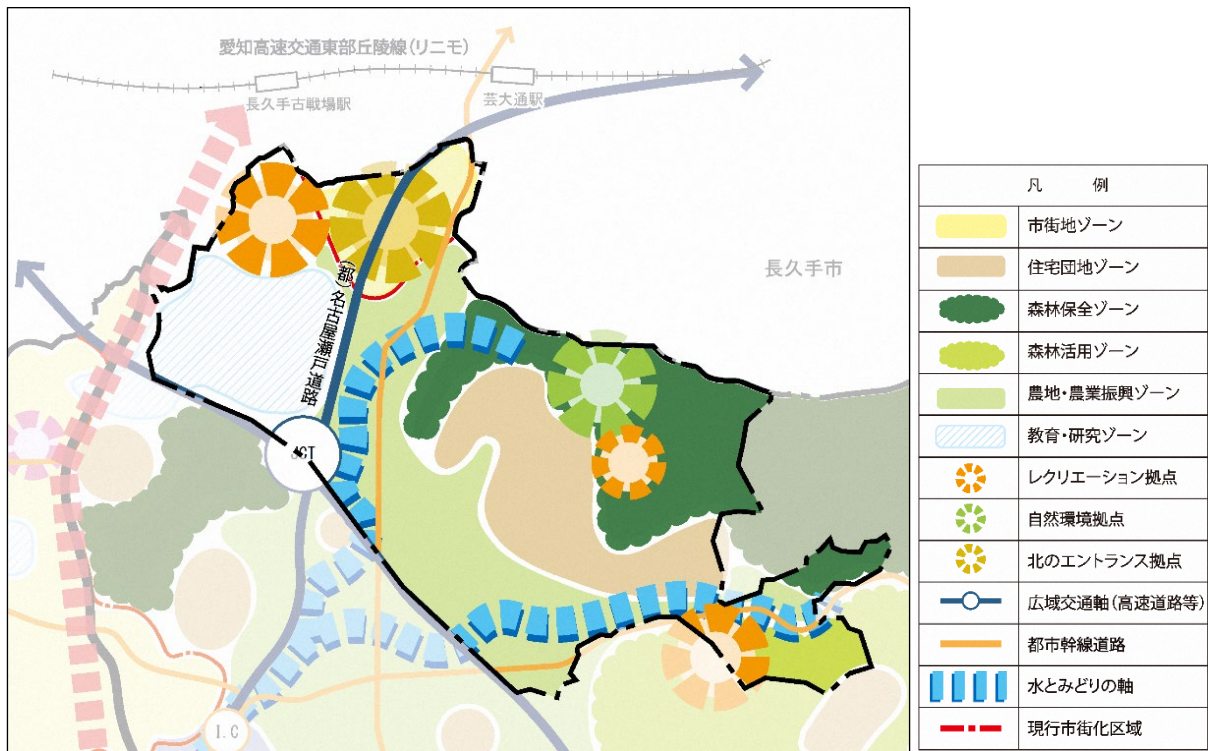 愛知高速交通東部丘陵線(リニモ)
長久手古戦場駅
芸大通駅
長久手市
(都)名古屋瀬戸道路
JCT
I.C
凡 例
市街地ゾーン
住宅団地ゾーン
森林保全ゾーン
森林活用ゾーン
農地・農業振興ゾーン
教育・研究ゾーン
レクリエーション拠点
自然環境拠点
北のエントランス拠点
広域交通軸(高速道路等)
都市幹線道路
水とみどりの軸
現行市街化区域